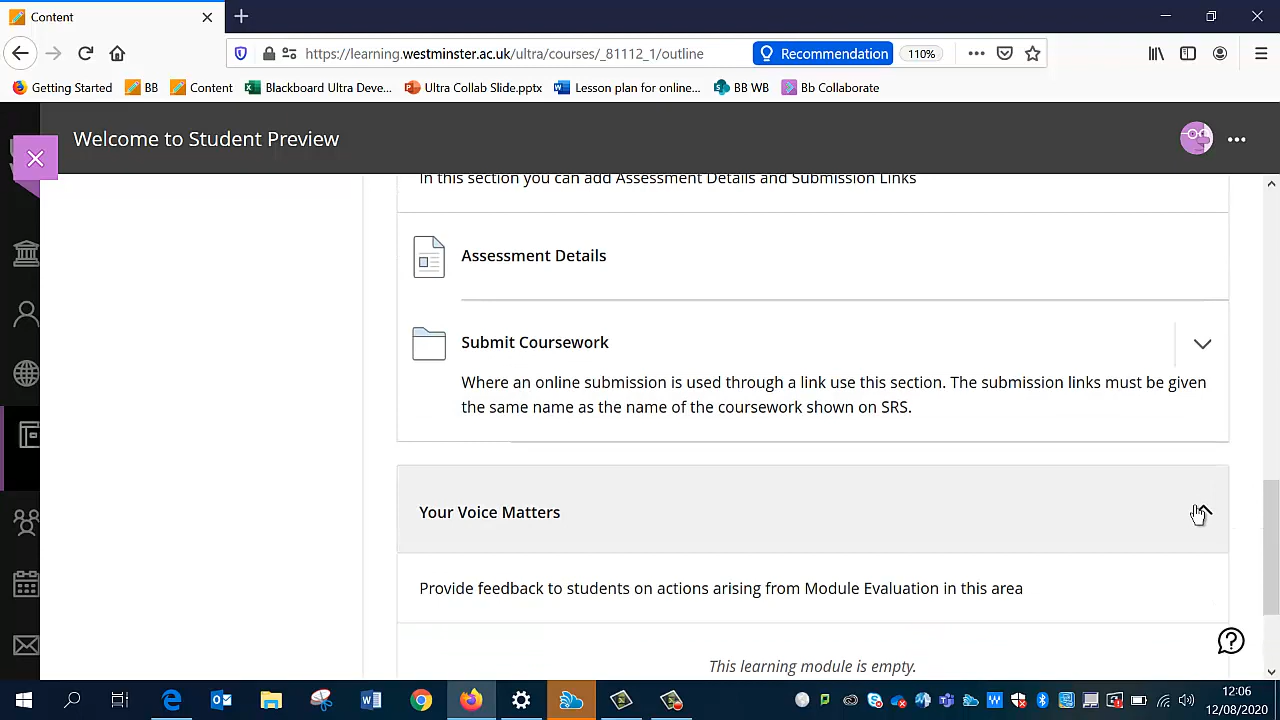 Content
https://learning.westminster.ac.uk/ultra/courses/_81112_1/outline
Recommendation
110%
Getting Started
BB
Content
Blackboard Ultra Deve...
Ultra Collab Slide.pptx
Lesson plan for online...
BB WB
Bb Collaborate
Welcome to Student Preview
In this section you can add Assessment Details and Submission Links
Assessment Details
Submit Coursework
Where an online submission is used through a link use this section. The submission links must be given
the same name as the name of the coursework shown on SRS.
Your Voice Matters
Provide feedback to students on actions arising from Module Evaluation in this area
This learning module is empty.
12:06
12/08/2020